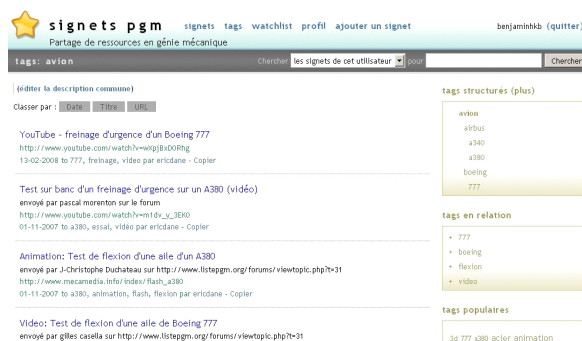 signets pgm signets tags watchlist profil ajouter un signet benjaminhkb (quitter)
Partage de ressources en génie mécanique
tags: avion Chercher les signets de cet utilisateur pour Chercher
(éditer la description commune)
Classer par : Date Titre URL
YouTube - freinage d'urgence d'un Boeing 777
http://www.youtube.com/watch?v=wXpjBxD0Rhg
13-02-2008 to 777, freinage, video par ericdane - Copier
Test sur banc d'un freinage d'urgence sur un A380 (vidéo)
envoyé par pascal morenton sur le forum
http://www.youtube.com/watch?v=m1dv_y_3EK0
01-11-2007 to a380, essai, vidéo par ericdane - Copier
Animation: Test de flexion d'une aile d'un A380
envoyé par J-Christophe Duchateau sur http://www.listepgm.org/forums/viewtopic.php?t=31
http://www.mecamedia.info/index/flash_a380
01-11-2007 to a380, animation, flash, flexion par ericdane - Copier
Video: Test de flexion d'une aile de Boeing 777
envoyé par gilles casella sur http://www.listepgm.org/forums/viewtopic.php?t=31
tags structurés (plus)
avion
airbus
a340
a380
boeing
777
tags en relation
• 777
• boeing
• flexion
• video
tags populaires
3d 777 a380 acier animation